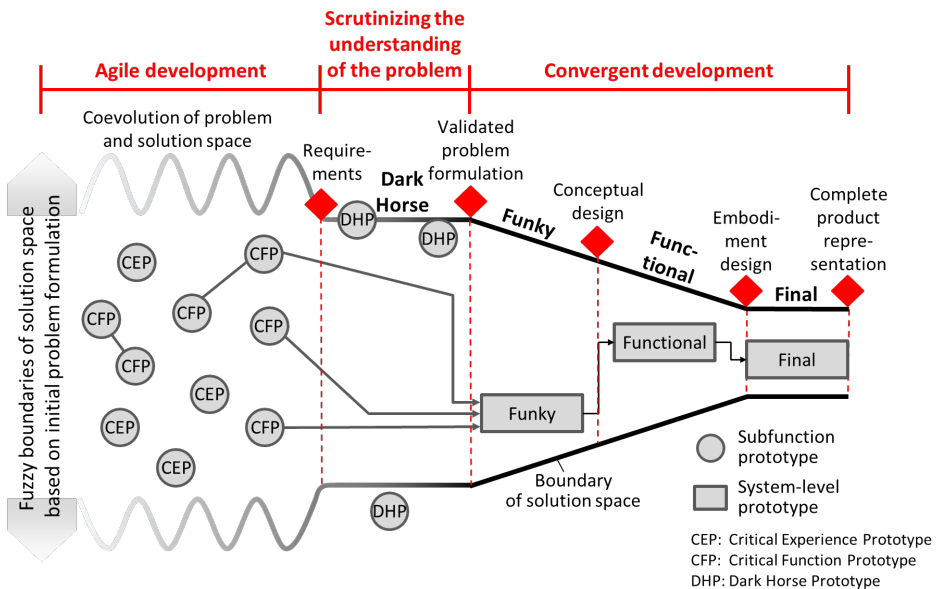 Scrutinizing the
understanding
of the problem
Agile development
Convergent development
Coevolution of problem
and solution space
Require-
ments
Dark
Horse
Validated
problem
formulation
Funky
Conceptual
design
Func-
tional
Embodi-
ment
design
Final
Complete
product
repre-
sentation
Fuzzy boundaries of solution space
based on initial problem formulation
DHP
DHP
CEP
CFP
CFP
CFP
CFP
CFP
CEP
CEP
CFP
CEP
DHP
Funky
Functional
Final
Boundary
of solution space
Subfunction
prototype
System-level
prototype
CEP: Critical Experience Prototype
CFP: Critical Function Prototype
DHP: Dark Horse Prototype